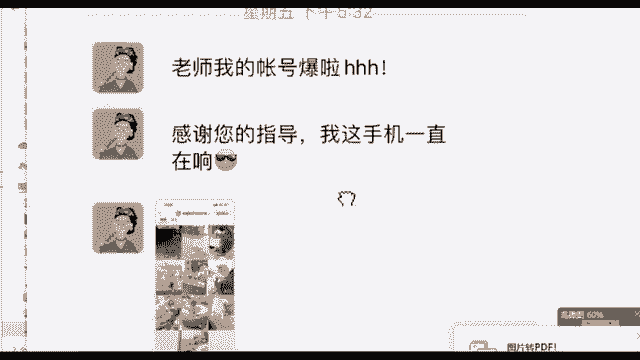 星期五 下午5:32
老师我的帐号爆啦hhh!
感谢您的指导，我这手机一直
在响
60%
图片转PDF!